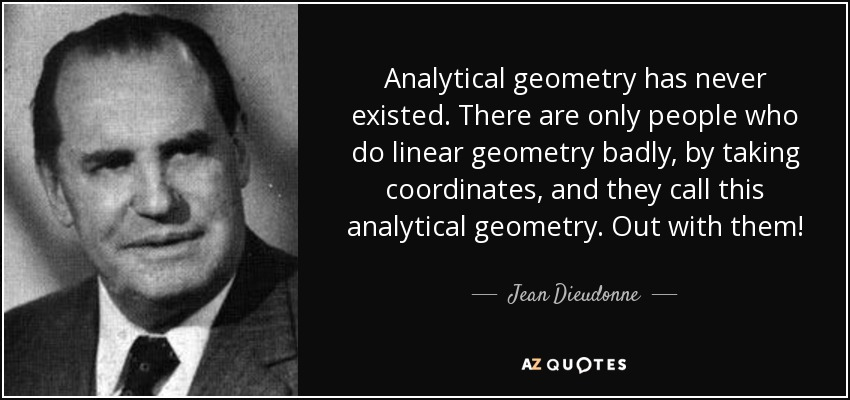 Analytical geometry has never
existed. There are only people who
do linear geometry badly, by taking
coordinates, and they call this
analytical geometry. Out with them!
Jean Dieudonne
AZ QUOTES